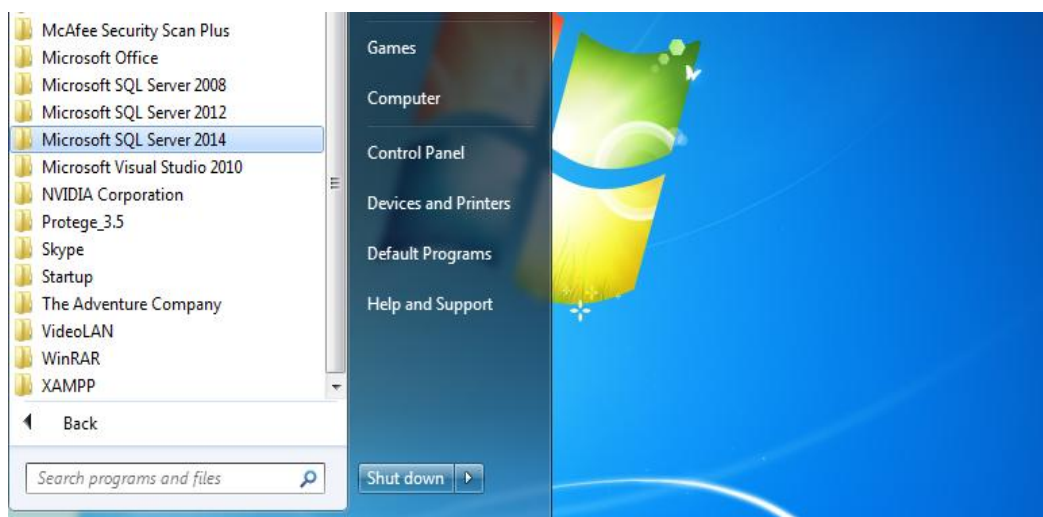 McAfee Security Scan Plus
Microsoft Office
Microsoft SQL Server 2008
Microsoft SQL Server 2012
Microsoft SQL Server 2014
Microsoft Visual Studio 2010
NVIDIA Corporation
Protege_3.5
Skype
Startup
The Adventure Company
VideoLAN
WinRAR
XAMPP
Back
Search programs and files
Games
Computer
Control Panel
Devices and Printers
Default Programs
Help and Support
Shut down